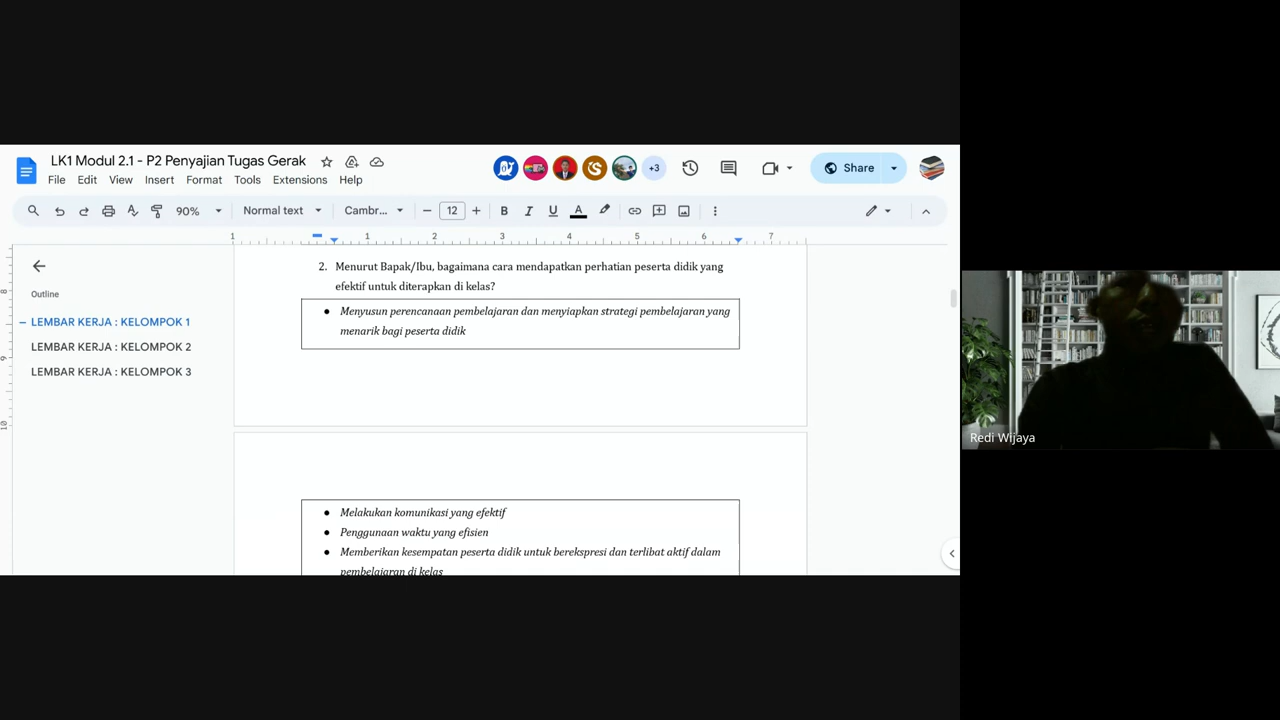 LK1 Modul 2.1 - P2 Penyajian Tugas Gerak
File Edit View Insert Format Tools Extensions Help
+3
Share
90% Normal text Cambr... 12 B I U A
1 1 2 3 4 5 6 7
8
9
10
Outline
LEMBAR KERJA : KELOMPOK 1
LEMBAR KERJA : KELOMPOK 2
LEMBAR KERJA : KELOMPOK 3
2. Menurut Bapak/Ibu, bagaimana cara mendapatkan perhatian peserta didik yang
efektif untuk diterapkan di kelas?
● Menyusun perencanaan pembelajaran dan menyiapkan strategi pembelajaran yang
menarik bagi peserta didik
● Melakukan komunikasi yang efektif
● Penggunaan waktu yang efisien
● Memberikan kesempatan peserta didik untuk berekspresi dan terlibat aktif dalam
pembelajaran di kelas
Redi Wijaya